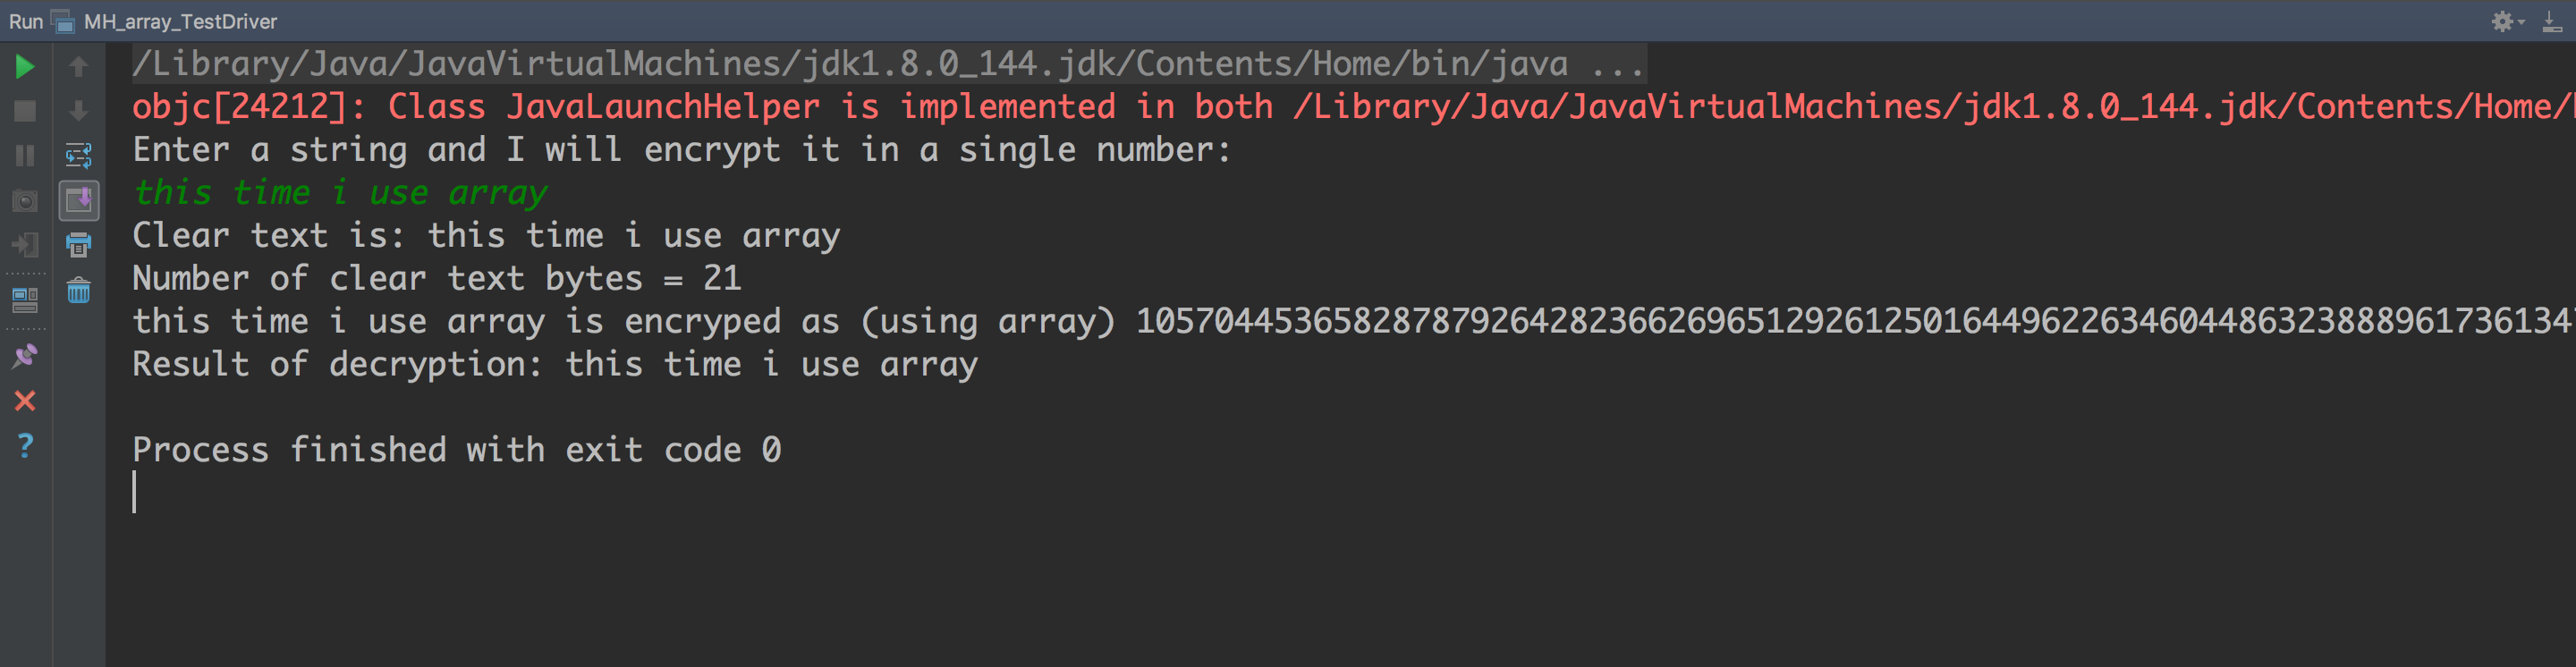 Run MH_array_TestDriver
/Library/Java/JavaVirtualMachines/jdk1.8.0_144.jdk/Contents/Home/bin/java ...
objc[24212]: Class JavaLaunchHelper is implemented in both /Library/Java/JavaVirtualMachines/jdk1.8.0_144.jdk/Contents/Home/
Enter a string and I will encrypt it in a single number:
this time i use array
Clear text is: this time i use array
Number of clear text bytes = 21
this time i use array is encryped as (using array) 1057044536582878792642823662696512926125016449622634604486323888961736134
Result of decryption: this time i use array
Process finished with exit code 0
?